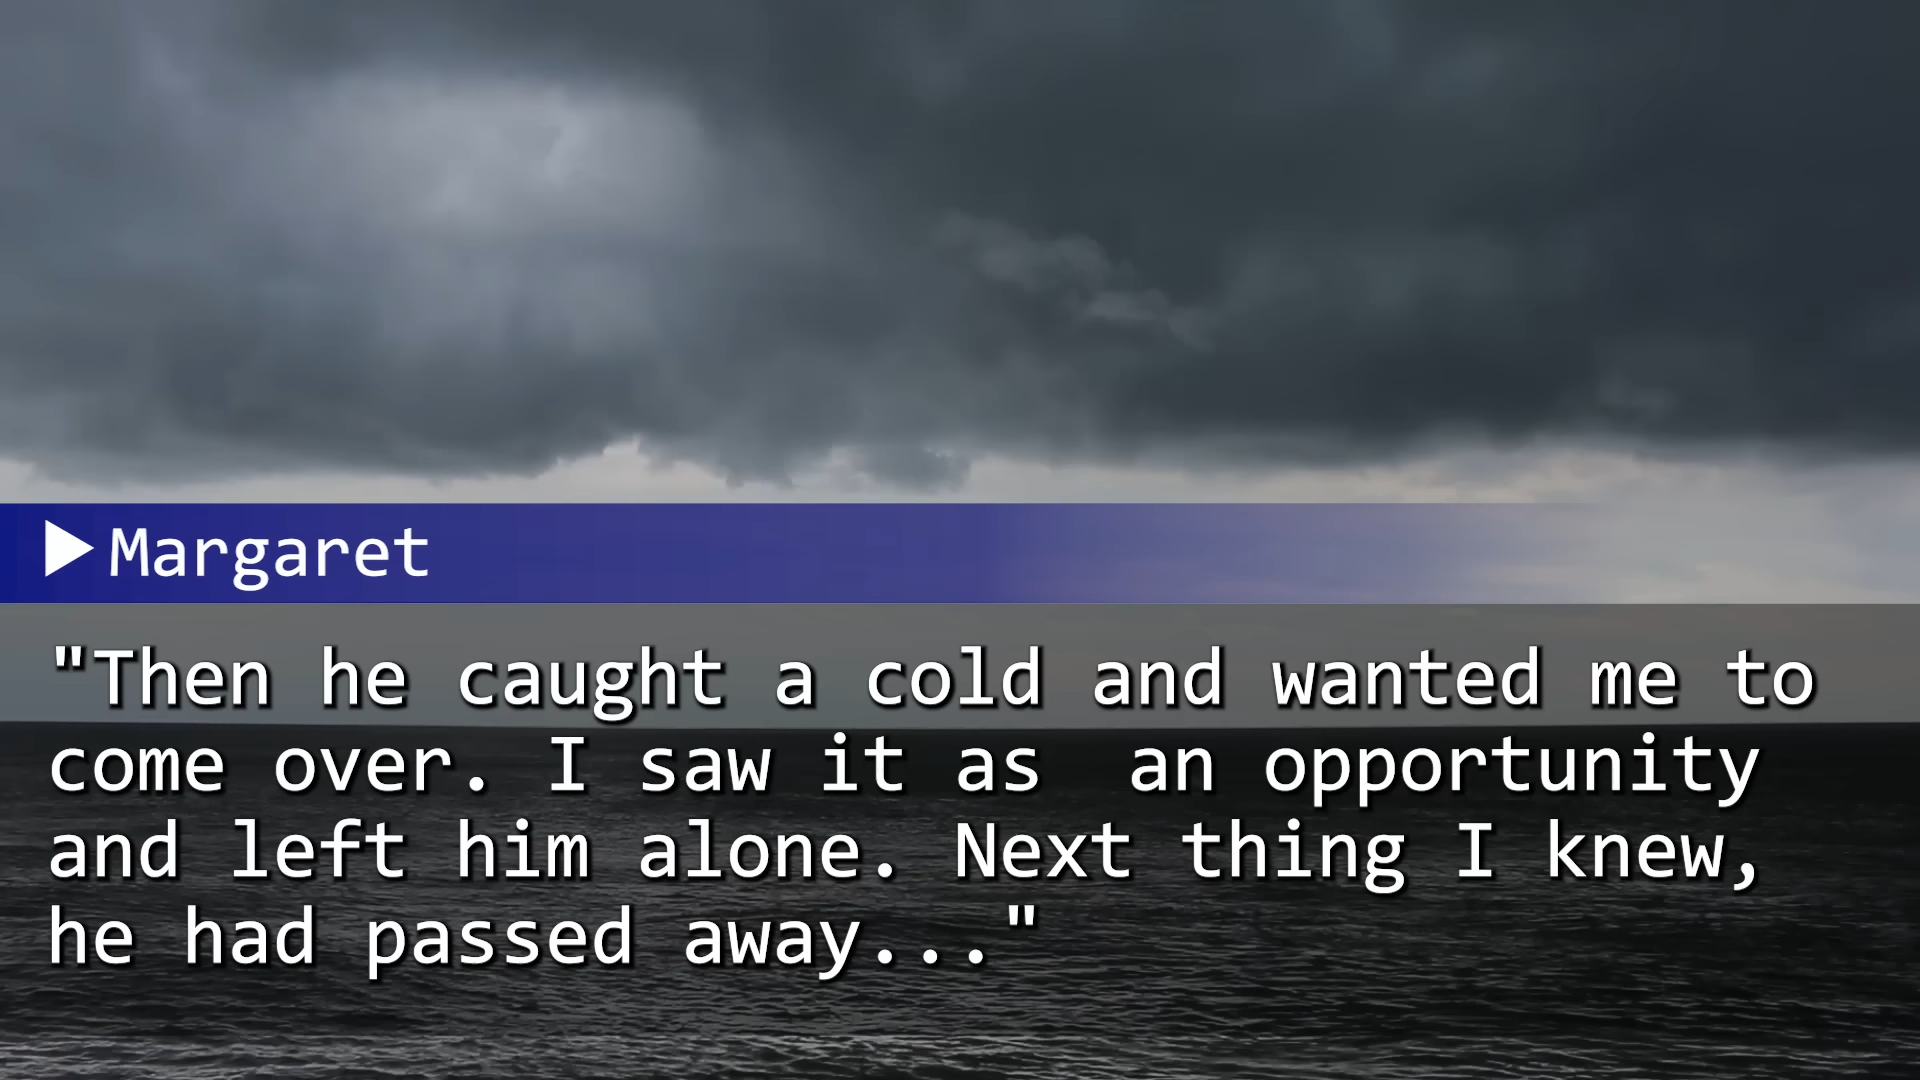 Margaret
"Then he caught a cold and wanted me to
come over. I saw it as  an opportunity
and left him alone. Next thing I knew,
he had passed away..."